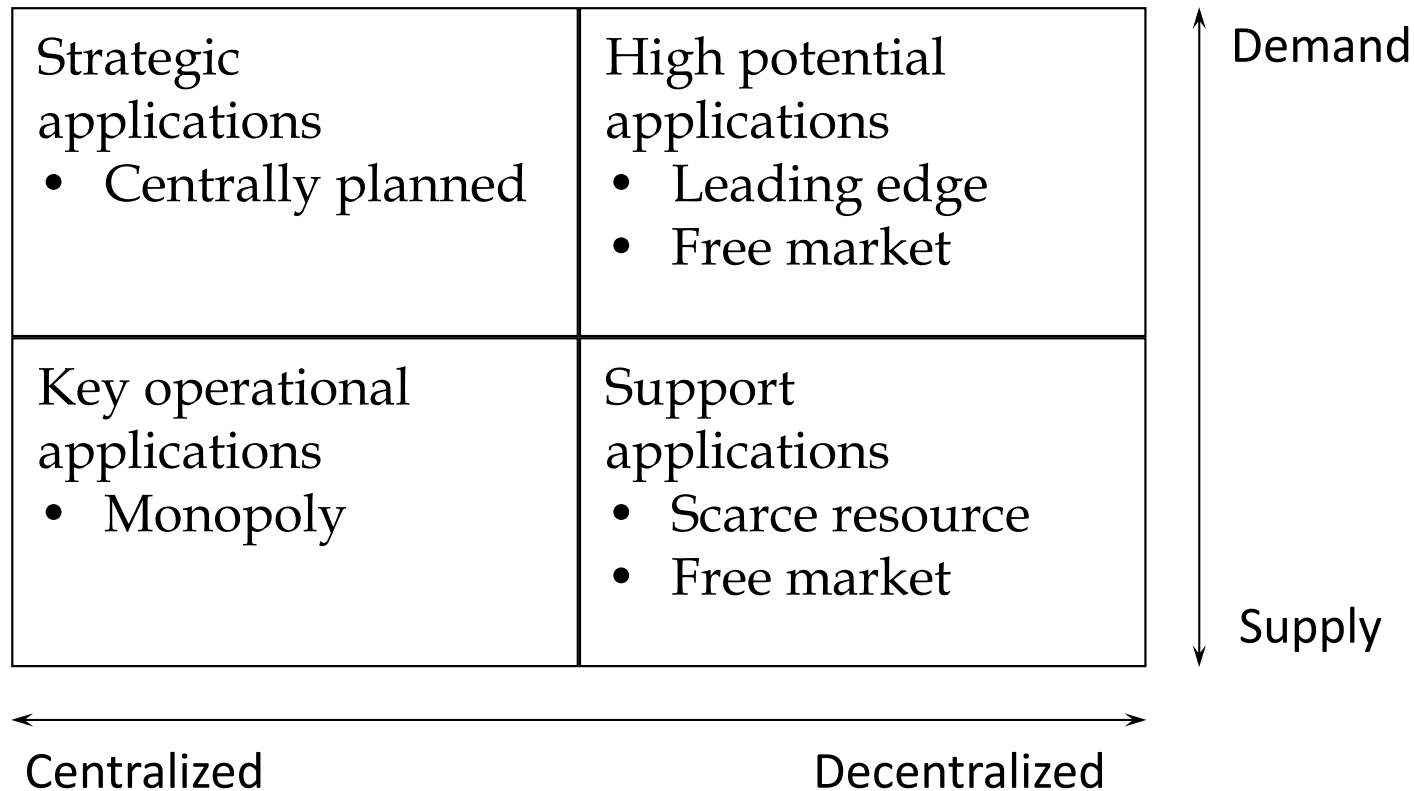 Strategic
applications
• Centrally planned
High potential
applications
• Leading edge
• Free market
Key operational
applications
• Monopoly
Support
applications
• Scarce resource
• Free market
Demand
Supply
Centralized
Decentralized